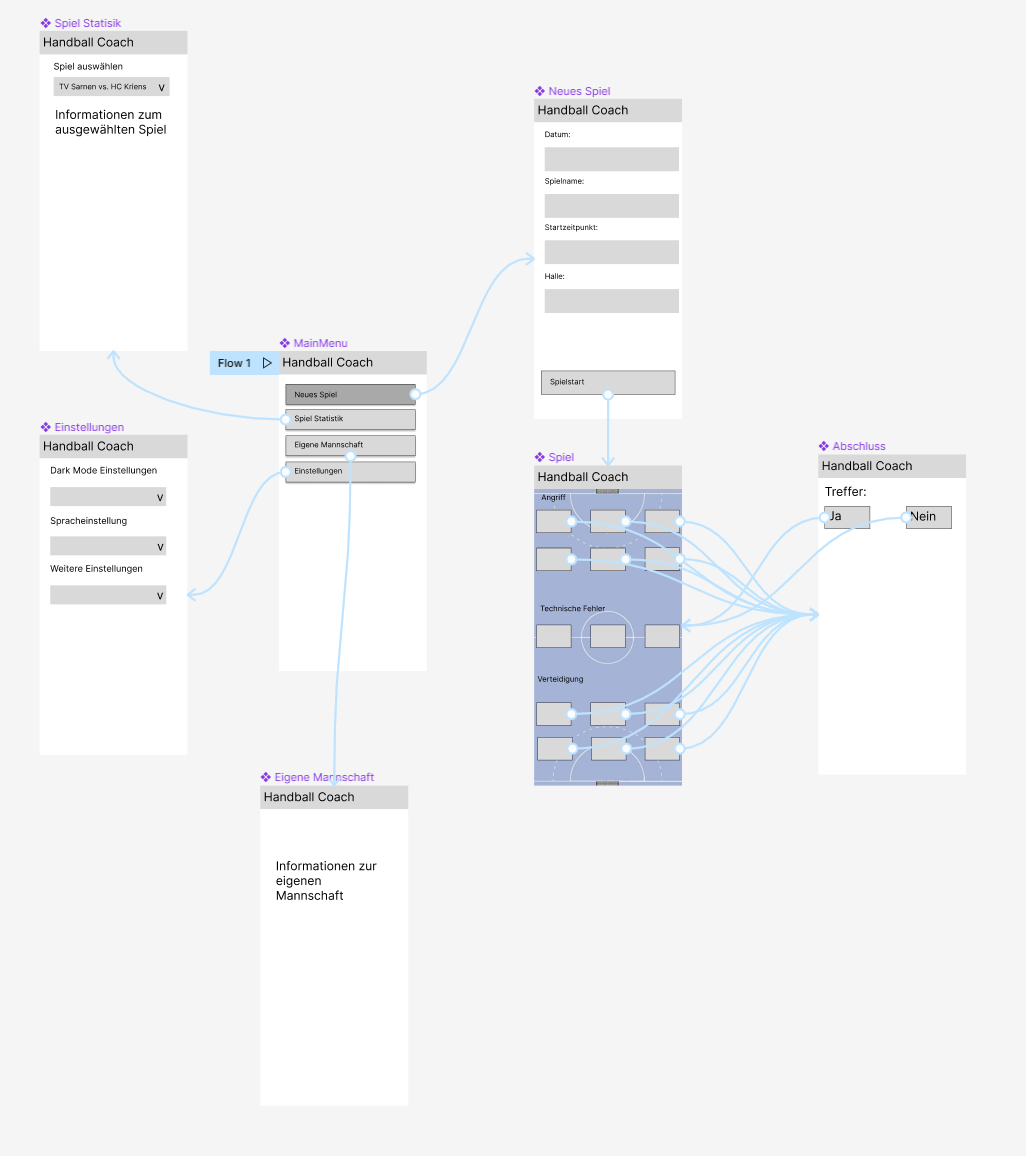 Spiel Statisik
Handball Coach
Spiel auswählen
TV Sarnen vs. HC Kriens
V
Informationen zum
ausgewählten Spiel
Neues Spiel
Handball Coach
Datum:
Spielname:
Startzeitpunkt:
Halle:
Spielstart
Flow 1
MainMenu
Handball Coach
Neues Spiel
Spiel Statistik
Eigene Mannschaft
Einstellungen
Einstellungen
Handball Coach
Dark Mode Einstellungen
V
Spracheinstellung
V
Weitere Einstellungen
V
Spiel
Handball Coach
Angriff
Technische Fehler
Verteidigung
Abschluss
Handball Coach
Treffer:
Ja
Nein
Eigene Mannschaft
Handball Coach
Informationen zur
eigenen
Mannschaft